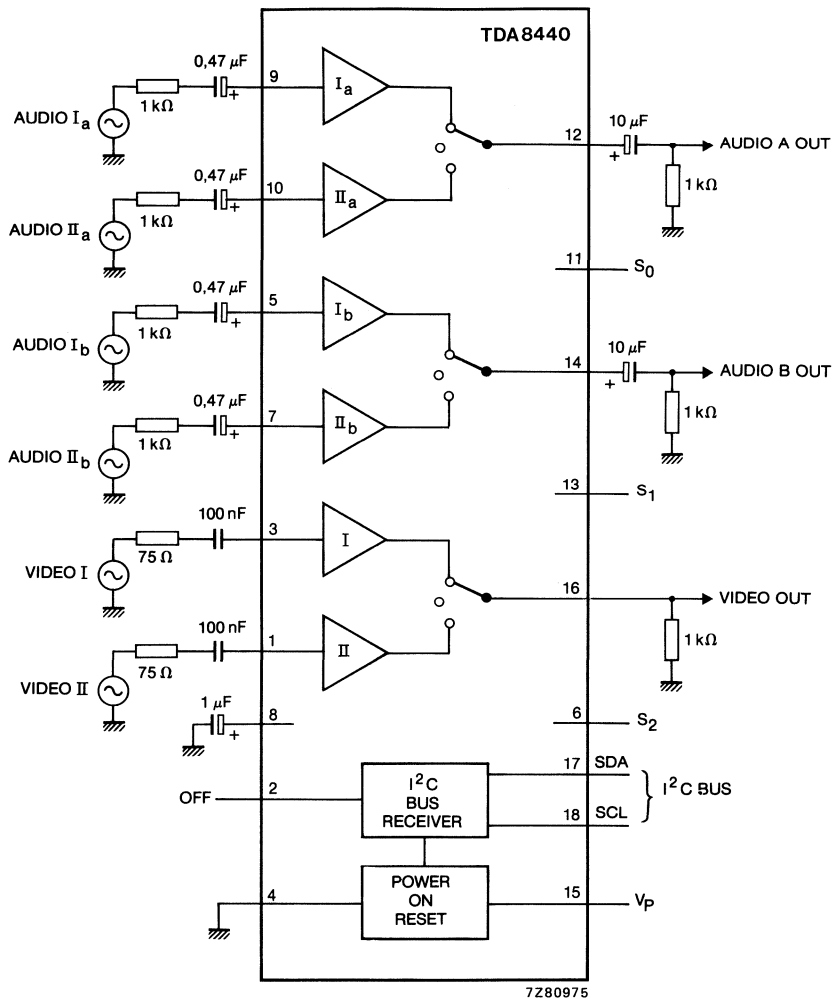 TDA8440
0,47 µF
9
Ia
1 kΩ
AUDIO Ia
12
10 µF
AUDIO A OUT
+
+
1 kΩ
0,47 µF
10
IIa
1 kΩ
+
AUDIO IIa
11
S0
0,47 µF
5
Ib
1 kΩ
+
AUDIO Ib
14
10 µF
AUDIO B OUT
+
1 kΩ
0,47 µF
7
IIb
1 kΩ
+
AUDIO IIb
13
S1
100 nF
3
I
75 Ω
VIDEO I
16
VIDEO OUT
1 kΩ
100 nF
1
II
75 Ω
VIDEO II
1 µF
8
+
6
S2
17
SDA
I²C BUS
18
SCL
OFF
2
I²C
BUS
RECEIVER
4
POWER
ON
RESET
15
VP
7Z80975